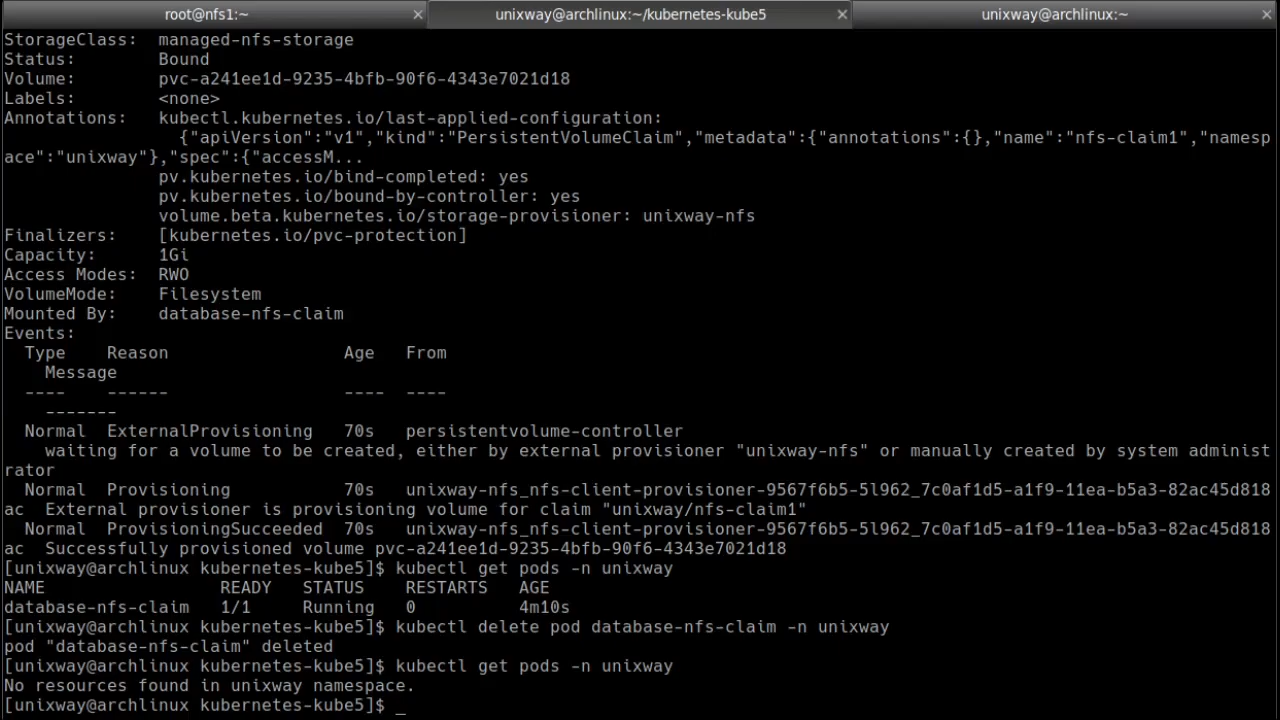 root@nfs1:~ × unixway@archlinux:~/kubernetes-kube5 × unixway@archlinux:~ ×
StorageClass:  managed-nfs-storage
Status:        Bound
Volume:        pvc-a241ee1d-9235-4bfb-90f6-4343e7021d18
Labels:        <none>
Annotations:   kubectl.kubernetes.io/last-applied-configuration:
                 {"apiVersion":"v1","kind":"PersistentVolumeClaim","metadata":{"annotations":{},"name":"nfs-claim1","namesp
ace":"unixway"},"spec":{"accessM...
               pv.kubernetes.io/bind-completed: yes
               pv.kubernetes.io/bound-by-controller: yes
               volume.beta.kubernetes.io/storage-provisioner: unixway-nfs
Finalizers:    [kubernetes.io/pvc-protection]
Capacity:      1Gi
Access Modes:  RWO
VolumeMode:    Filesystem
Mounted By:    database-nfs-claim
Events:
  Type    Reason                 Age   From
    Message
  ----    ------                 ----  ----
    -------
  Normal  ExternalProvisioning   70s   persistentvolume-controller
    waiting for a volume to be created, either by external provisioner "unixway-nfs" or manually created by system administ
rator
  Normal  Provisioning           70s   unixway-nfs_nfs-client-provisioner-9567f6b5-5l962_7c0af1d5-a1f9-11ea-b5a3-82ac45d818
ac  External provisioner is provisioning volume for claim "unixway/nfs-claim1"
  Normal  ProvisioningSucceeded  70s   unixway-nfs_nfs-client-provisioner-9567f6b5-5l962_7c0af1d5-a1f9-11ea-b5a3-82ac45d818
ac  Successfully provisioned volume pvc-a241ee1d-9235-4bfb-90f6-4343e7021d18
[unixway@archlinux kubernetes-kube5]$ kubectl get pods -n unixway
NAME                 READY   STATUS    RESTARTS   AGE
database-nfs-claim   1/1     Running   0          4m10s
[unixway@archlinux kubernetes-kube5]$ kubectl delete pod database-nfs-claim -n unixway
pod "database-nfs-claim" deleted
[unixway@archlinux kubernetes-kube5]$ kubectl get pods -n unixway
No resources found in unixway namespace.
[unixway@archlinux kubernetes-kube5]$ _